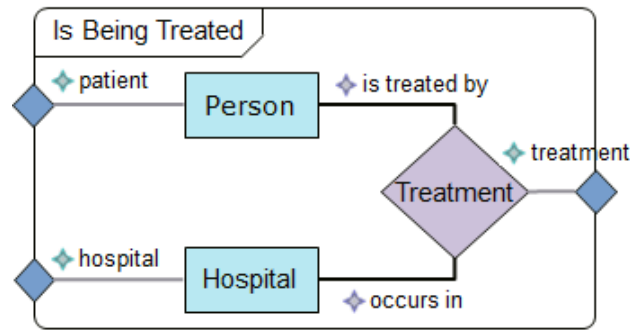 Is Being Treated
patient
Person
is treated by
treatment
Treatment
hospital
Hospital
occurs in